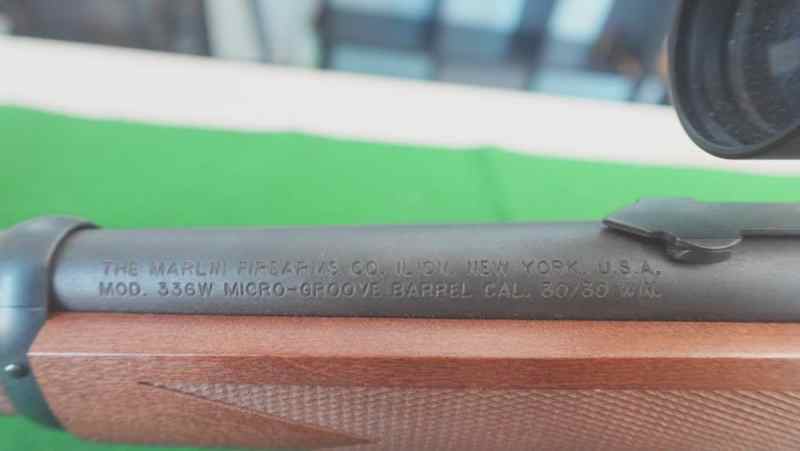 THE MARLIN FIREARMS CO. ILION, NEW YORK, U.S.A.
MOD. 336W MICRO-GROOVE BARREL CAL. 30/30 WIN.